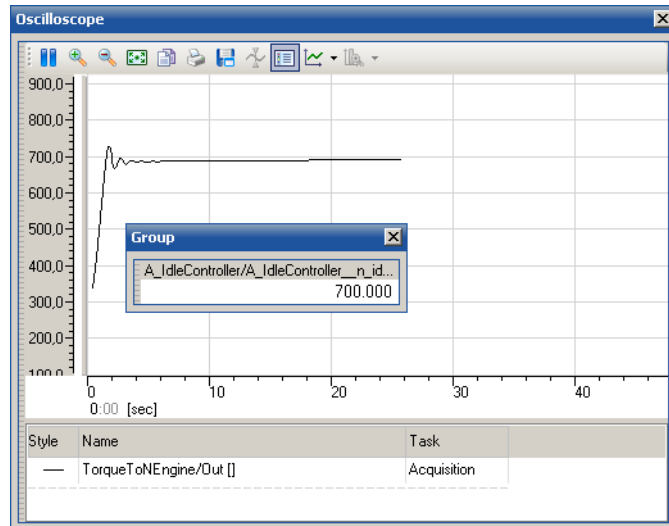 Oscilloscope
900,0
800,0
700,0
600,0
500,0
400,0
300,0
200,0
100,0
Group
A_IdleController/A_IdleController__n_id...
700.000
0 10 20 30 40
0:00 [sec]
Style Name Task
TorqueToNEngine/Out [] Acquisition